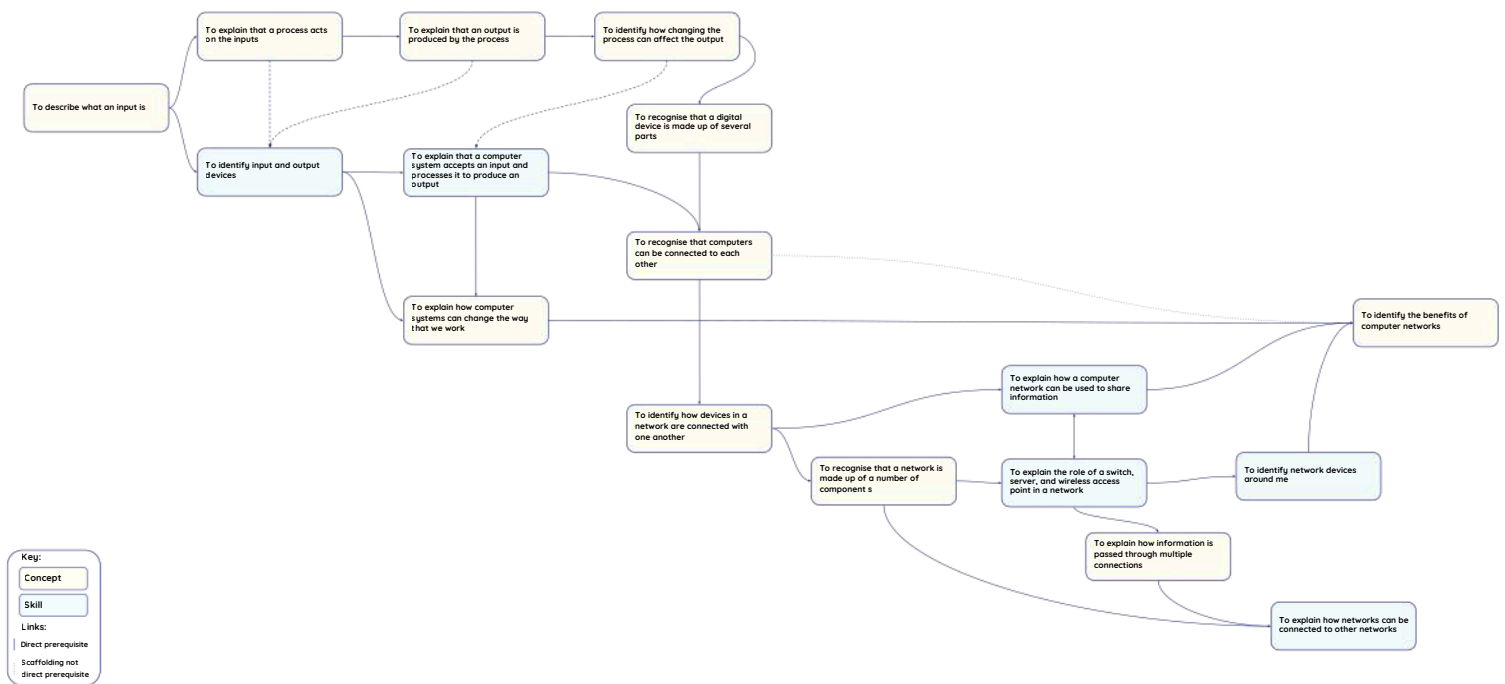 To explain that a process acts
on the inputs
To explain that an output is
produced by the process
To identify how changing the
process can affect the output
To describe what an input is
To recognise that a digital
device is made up of several
parts
To identify input and output
devices
To explain that a computer
system accepts an input and
processes it to produce an
output
To recognise that computers
can be connected to each
other
To explain how computer
systems can change the way
that we work
To identify the benefits of
computer networks
To explain how a computer
network can be used to share
information
To identify how devices in a
network are connected with
one another
To recognise that a network is
made up of a number of
component s
To explain the role of a switch,
server, and wireless access
point in a network
To identify network devices
around me
To explain how information is
passed through multiple
connections
To explain how networks can be
connected to other networks
Key:
Concept
Skill
Links:
Direct prerequisite
Scaffolding not
direct prerequisite